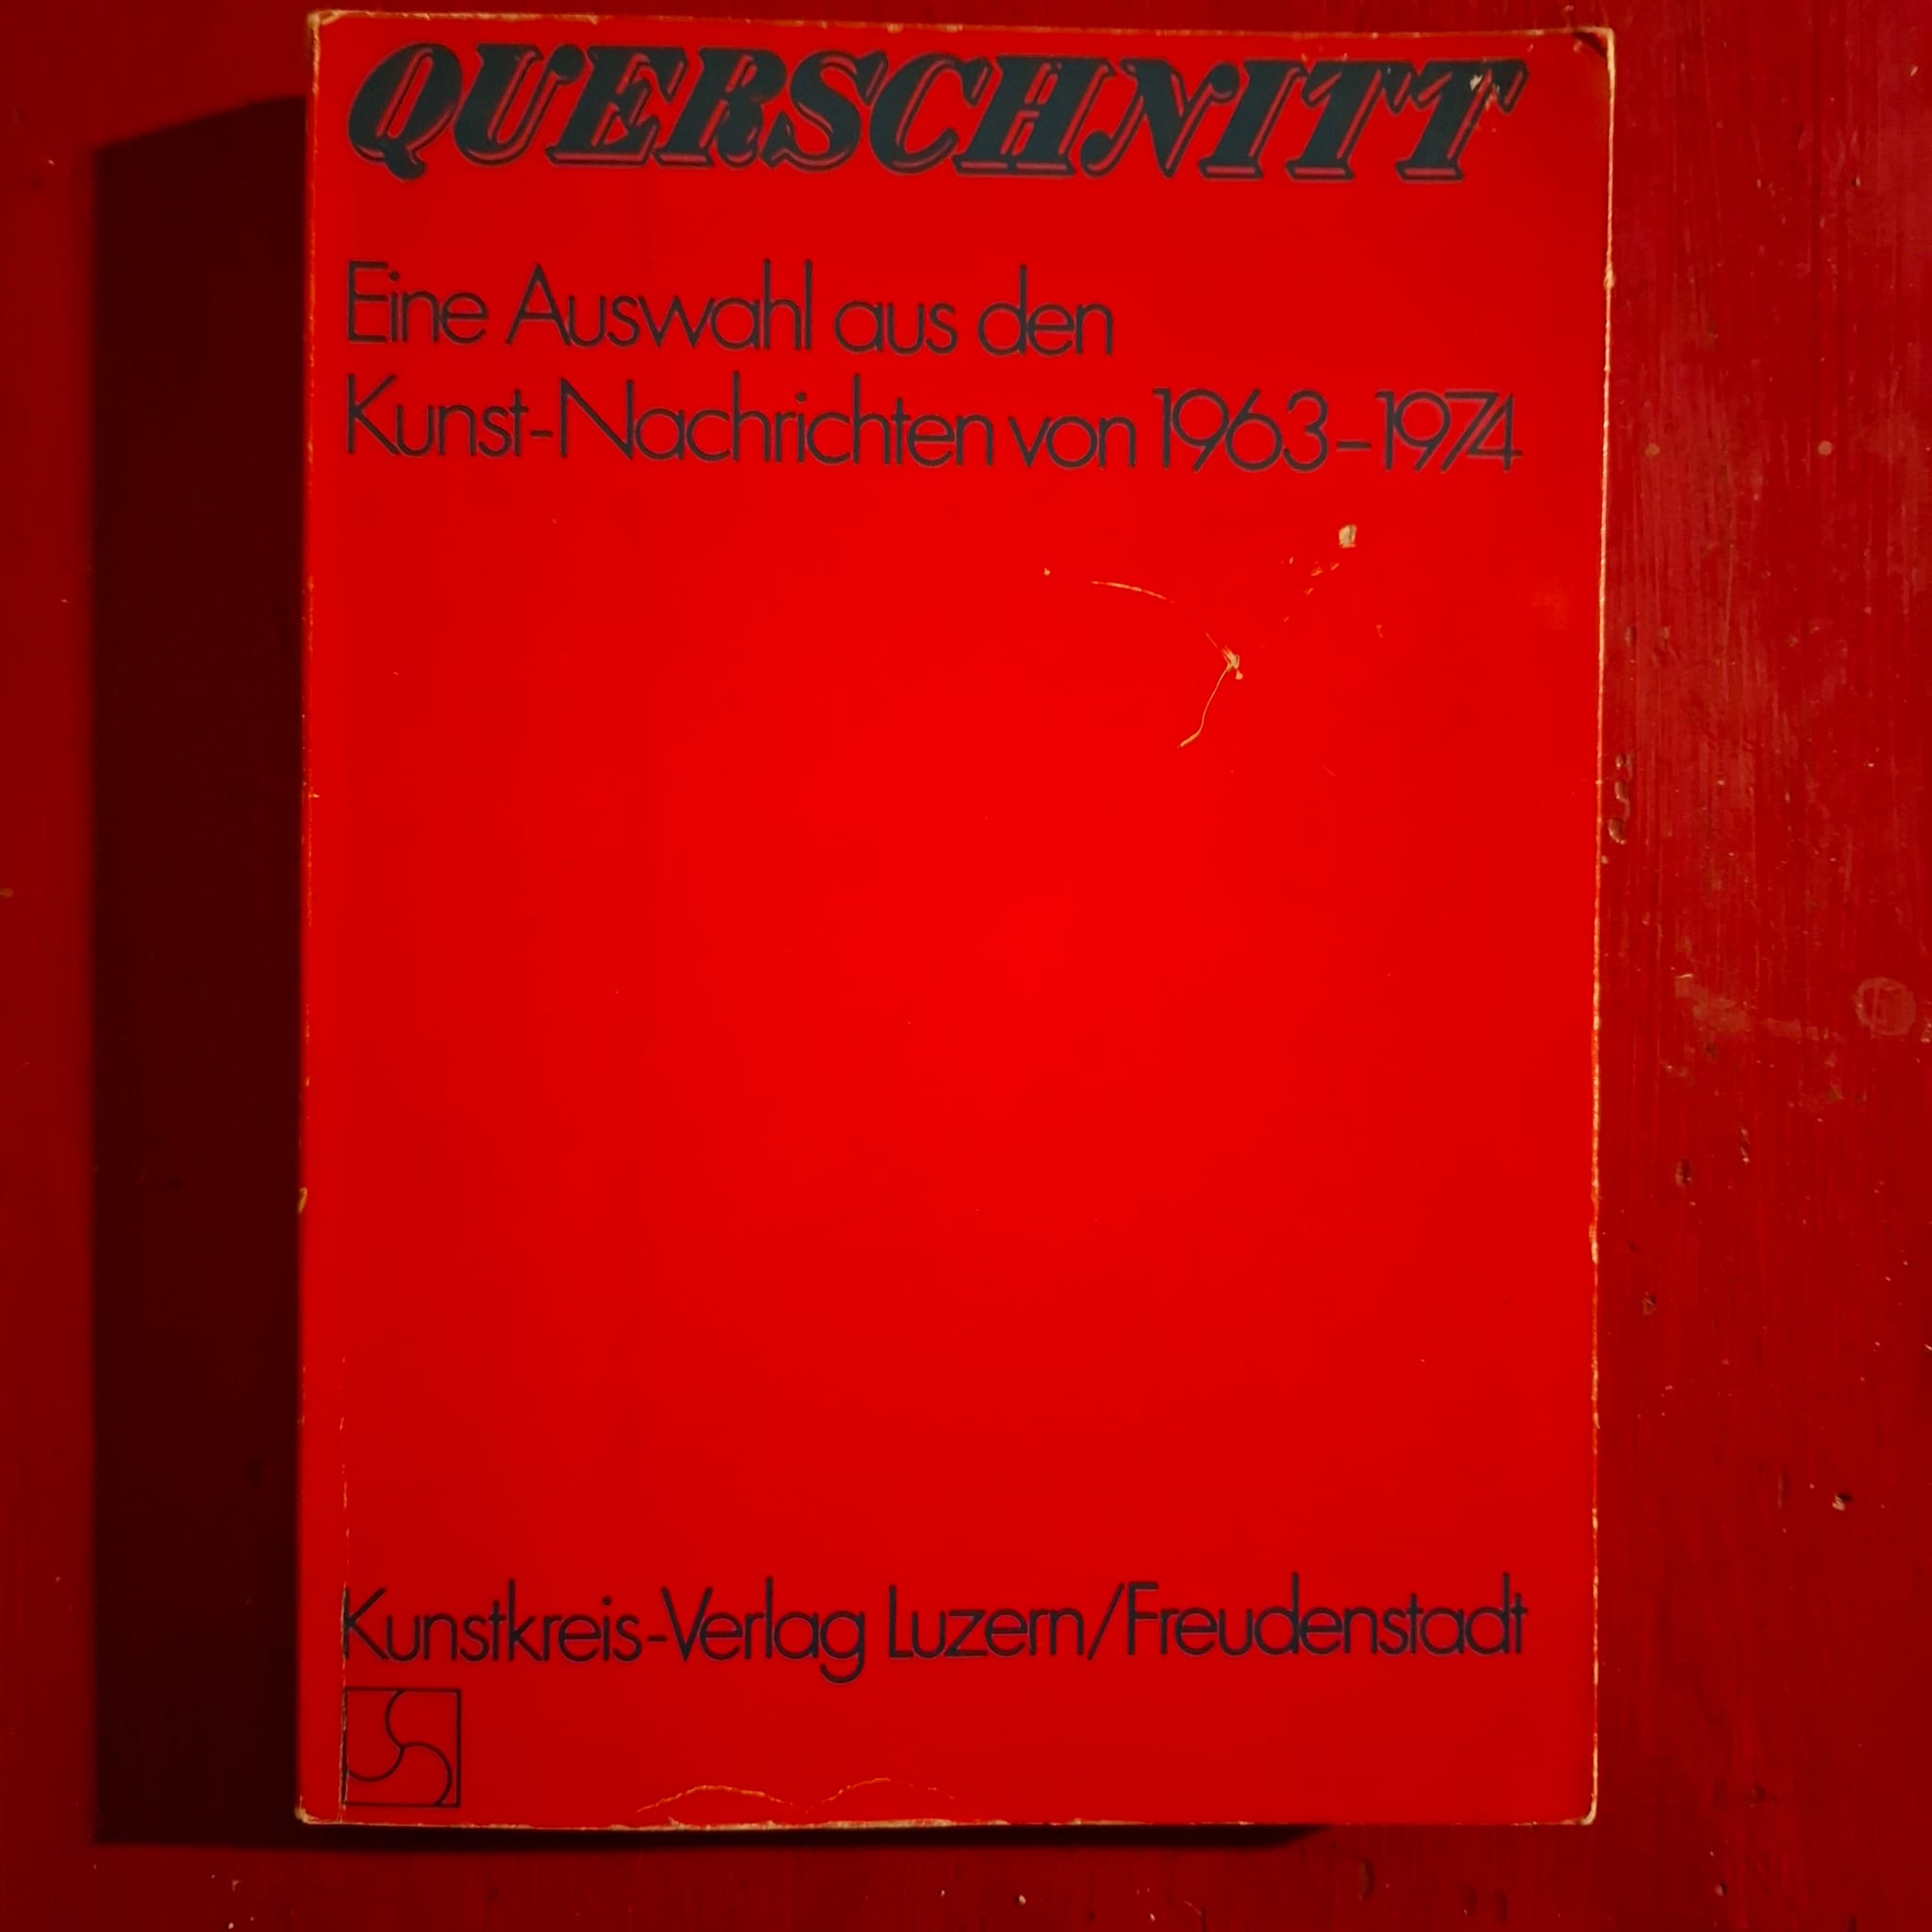 QUERSCHNITT
Eine Auswahl aus den
Kunst-Nachrichten von 1963–1974
Kunstkreis-Verlag Luzern/Freudenstadt